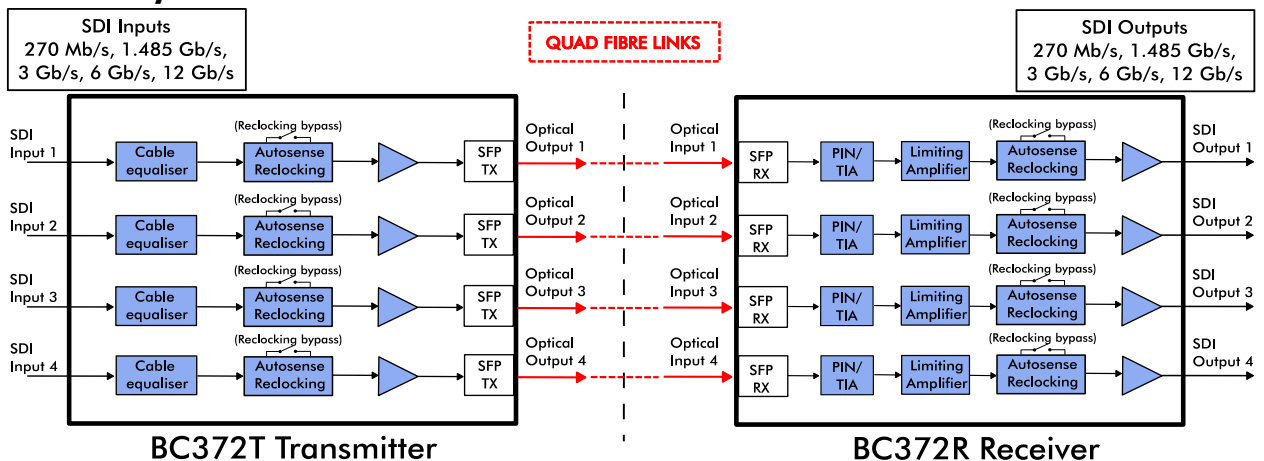 SDI Inputs
270 Mb/s, 1.485 Gb/s,
3 Gb/s, 6 Gb/s, 12 Gb/s
QUAD FIBRE LINKS
SDI Outputs
270 Mb/s, 1.485 Gb/s,
3 Gb/s, 6 Gb/s, 12 Gb/s
SDI
Input 1
Cable
equaliser
(Reclocking bypass)
Autosense
Reclocking
SFP
TX
Optical
Output 1
Optical
Input 1
SFP
RX
PIN/
TIA
Limiting
Amplifier
(Reclocking bypass)
Autosense
Reclocking
SDI
Output 1
SDI
Input 2
Cable
equaliser
(Reclocking bypass)
Autosense
Reclocking
SFP
TX
Optical
Output 2
Optical
Input 2
SFP
RX
PIN/
TIA
Limiting
Amplifier
(Reclocking bypass)
Autosense
Reclocking
SDI
Output 2
SDI
Input 3
Cable
equaliser
(Reclocking bypass)
Autosense
Reclocking
SFP
TX
Optical
Output 3
Optical
Input 3
SFP
RX
PIN/
TIA
Limiting
Amplifier
(Reclocking bypass)
Autosense
Reclocking
SDI
Output 3
SDI
Input 4
Cable
equaliser
(Reclocking bypass)
Autosense
Reclocking
SFP
TX
Optical
Output 4
Optical
Input 4
SFP
RX
PIN/
TIA
Limiting
Amplifier
(Reclocking bypass)
Autosense
Reclocking
SDI
Output 4
BC372T Transmitter
BC372R Receiver